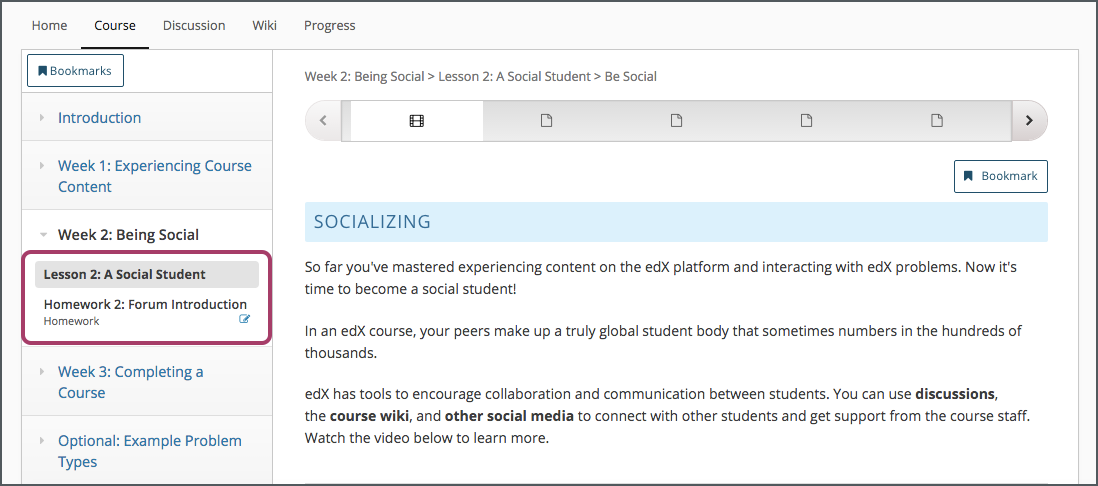 Home Course Discussion Wiki Progress
Bookmarks
Introduction
Week 1: Experiencing Course
Content
Week 2: Being Social
Lesson 2: A Social Student
Homework 2: Forum Introduction
Homework
Week 3: Completing a
Course
Optional: Example Problem
Types
Week 2: Being Social > Lesson 2: A Social Student > Be Social
Bookmark
SOCIALIZING
So far you've mastered experiencing content on the edX platform and interacting with edX problems. Now it's
time to become a social student!
In an edX course, your peers make up a truly global student body that sometimes numbers in the hundreds of
thousands.
edX has tools to encourage collaboration and communication between students. You can use discussions,
the course wiki, and other social media to connect with other students and get support from the course staff.
Watch the video below to learn more.